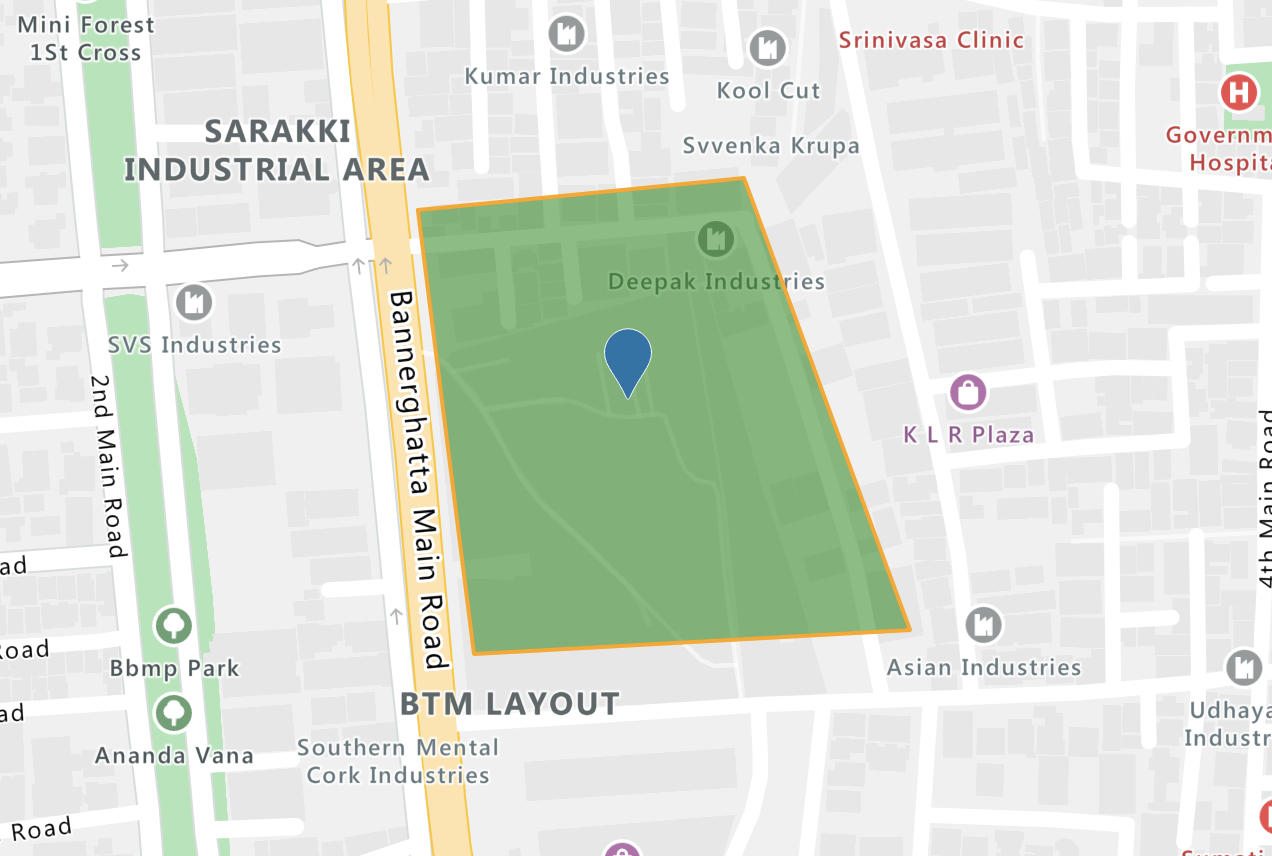 Mini Forest
1St Cross
Kumar Industries
Kool Cut
Srinivasa Clinic
SARAKKI
INDUSTRIAL AREA
Svvenka Krupa
H
Governm
Hospita
Deepak Industries
SVS Industries
Bannerghatta Main Road
2nd Main Road
K L R Plaza
4th Main Road
ad
Road
Bbmp Park
Asian Industries
ad
BTM LAYOUT
Ananda Vana
Southern Mental
Cork Industries
Udhaya
Industr
Road